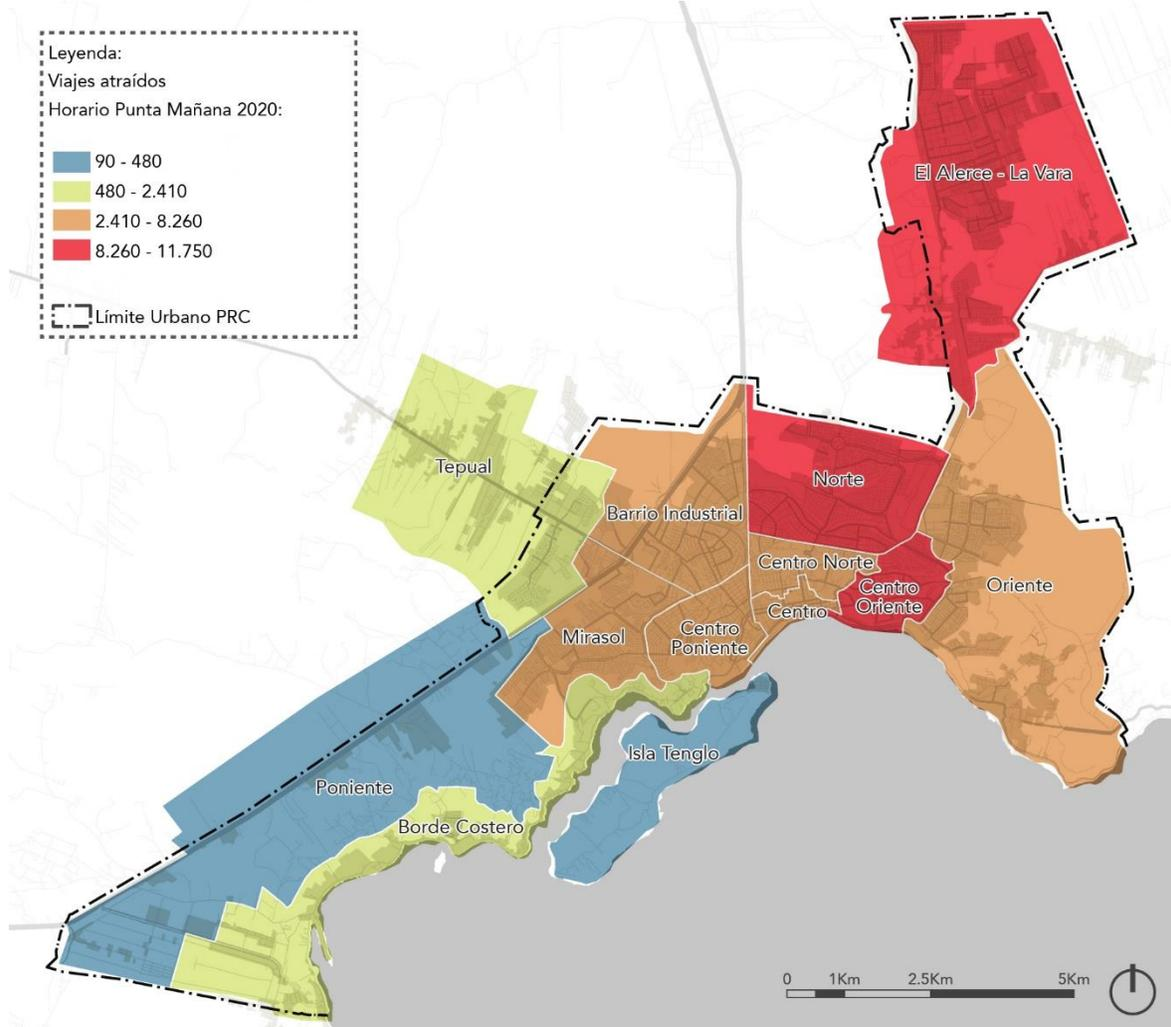 Leyenda:
Viajes atraídos
Horario Punta Mañana 2020:
90 - 480
480 - 2.410
2.410 - 8.260
8.260 - 11.750
Límite Urbano PRC
El Alerce - La Vara
Tepual
Norte
Barrio Industrial
Centro Norte
Centro
Oriente
Oriente
Centro
Mirasol
Centro
Poniente
Isla Tenglo
Poniente
Borde Costero
0 1Km 2.5Km 5Km